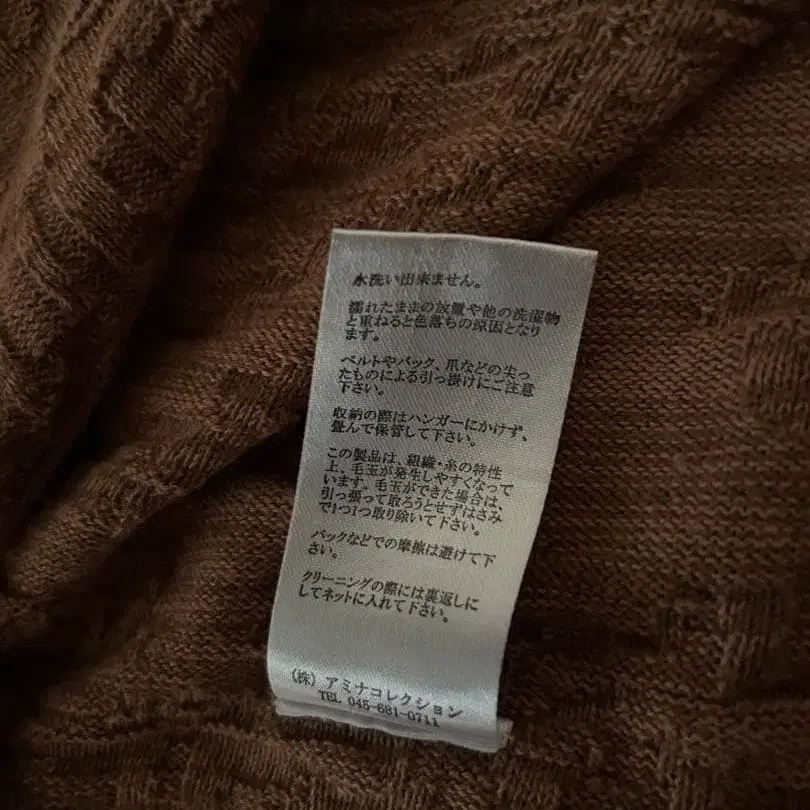 水洗い出来ません。
濡れたままの放置や他の洗濯物
と重ねると色落ちの原因となり
ます。
ベルトやバック、爪などの尖っ
たものによる引っ掛けにご注意
下さい。
収納の際はハンガーにかけず、
畳んで保管して下さい。
この製品は、組織・糸の特性
上、毛玉が発生しやすくなって
います。毛玉ができた場合は、
引っ張って取ろうとせずはさみ
で1つ1つ取り除いて下さい。
バックなどでの摩擦は避けて下
さい。
クリーニングの際には裏返しに
してネットに入れて下さい。
(株) アミナコレクション
TEL 045-681-0711